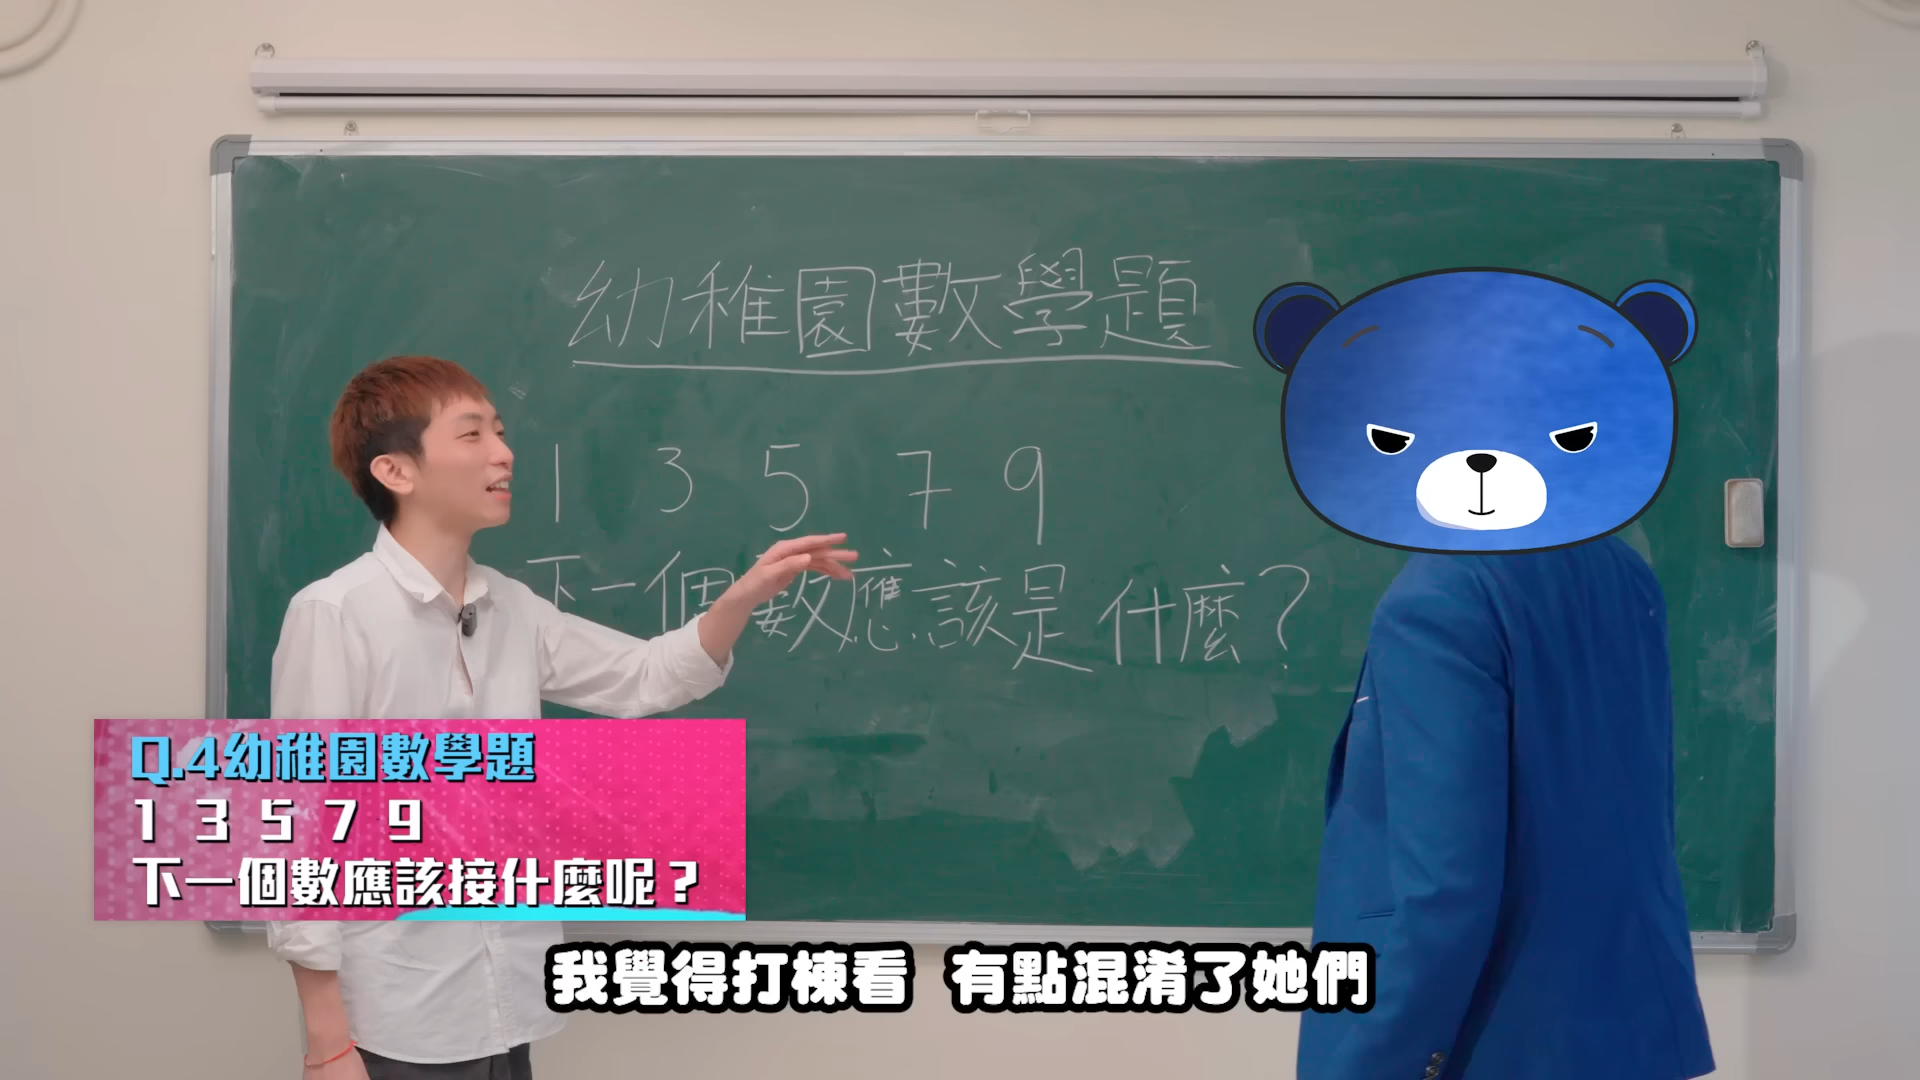 幼稚園數學題
1 3 5 7 9
下一個數應該是什麼？
Q.4幼稚園數學題
1 3 5 7 9
下一個數應該接什麼呢？
我覺得打棟看 有點混淆了她們